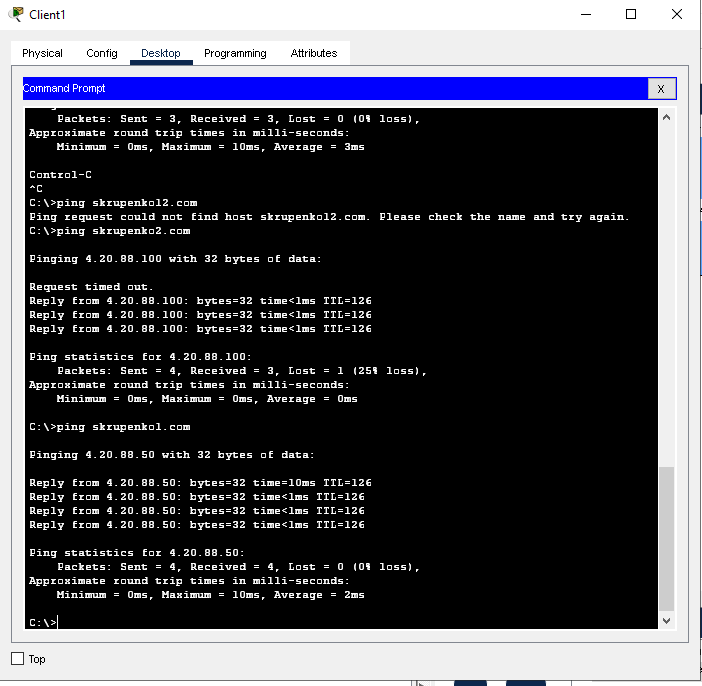 Client1
Physical Config Desktop Programming Attributes
Command Prompt
X
Packets: Sent = 3, Received = 3, Lost = 0 (0% loss),
Approximate round trip times in milli-seconds:
Minimum = 0ms, Maximum = 10ms, Average = 3ms
Control-C
^C
C:\>ping skrupenko12.com
Ping request could not find host skrupenko12.com. Please check the name and try again.
C:\>ping skrupenko2.com
Pinging 4.20.88.100 with 32 bytes of data:
Request timed out.
Reply from 4.20.88.100: bytes=32 time<1ms TTL=126
Reply from 4.20.88.100: bytes=32 time<1ms TTL=126
Reply from 4.20.88.100: bytes=32 time<1ms TTL=126
Ping statistics for 4.20.88.100:
Packets: Sent = 4, Received = 3, Lost = 1 (25% loss),
Approximate round trip times in milli-seconds:
Minimum = 0ms, Maximum = 0ms, Average = 0ms
C:\>ping skrupenko1.com
Pinging 4.20.88.50 with 32 bytes of data:
Reply from 4.20.88.50: bytes=32 time=10ms TTL=126
Reply from 4.20.88.50: bytes=32 time<1ms TTL=126
Reply from 4.20.88.50: bytes=32 time<1ms TTL=126
Reply from 4.20.88.50: bytes=32 time<1ms TTL=126
Ping statistics for 4.20.88.50:
Packets: Sent = 4, Received = 4, Lost = 0 (0% loss),
Approximate round trip times in milli-seconds:
Minimum = 0ms, Maximum = 10ms, Average = 2ms
C:\>
Top